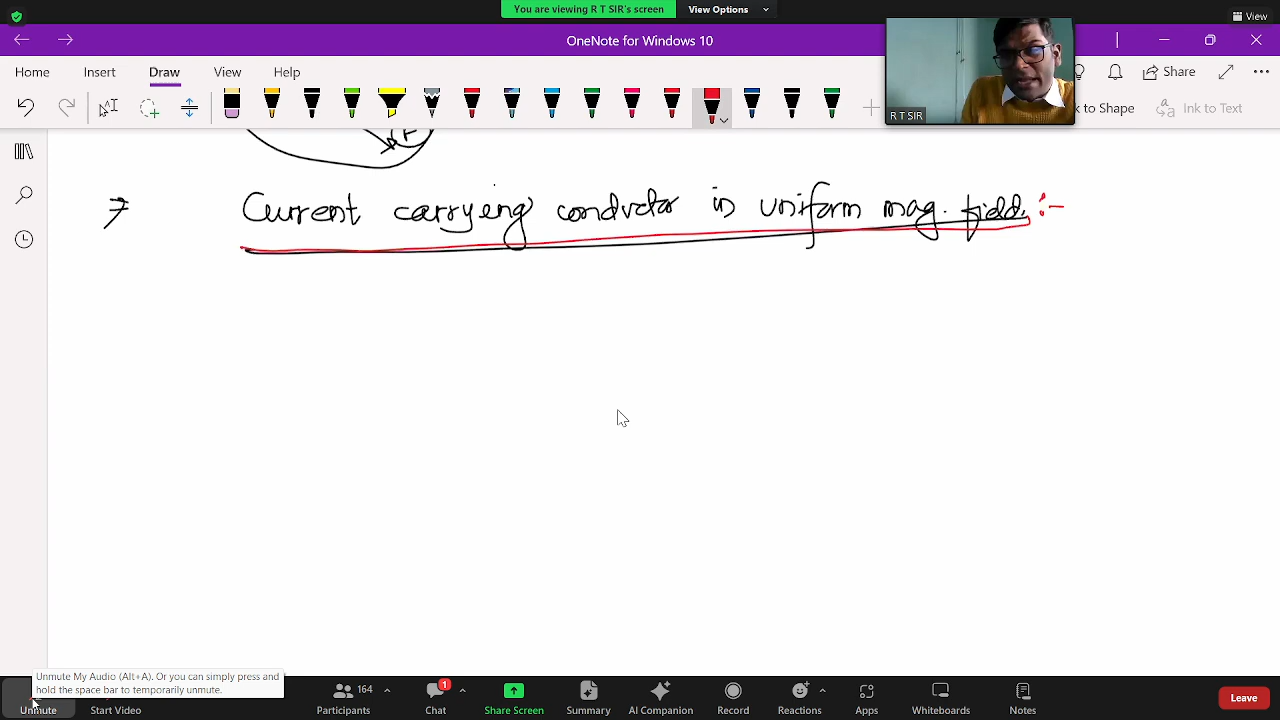 You are viewing R T SIR's screen
View Options
View
OneNote for Windows 10
Home
Insert
Draw
View
Help
Share
k to Shape
Ink to Text
R T SIR
F
7 Current carrying conductor in uniform mag. field. :-
Unmute My Audio (Alt+A). Or you can simply press and
hold the space bar to temporarily unmute.
Unmute
Start Video
164
Participants
1
Chat
Share Screen
Summary
AI Companion
Record
Reactions
Apps
Whiteboards
Notes
Leave